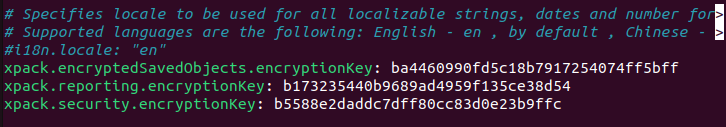 # Specifies locale to be used for all localizable strings, dates and number for>
# Supported languages are the following: English - en , by default , Chinese - >
#i18n.locale: "en"
xpack.encryptedSavedObjects.encryptionKey: ba4460990fd5c18b7917254074ff5bff
xpack.reporting.encryptionKey: b173235440b9689ad4959f135ce38d54
xpack.security.encryptionKey: b5588e2daddc7dff80cc83d0e23b9ffc